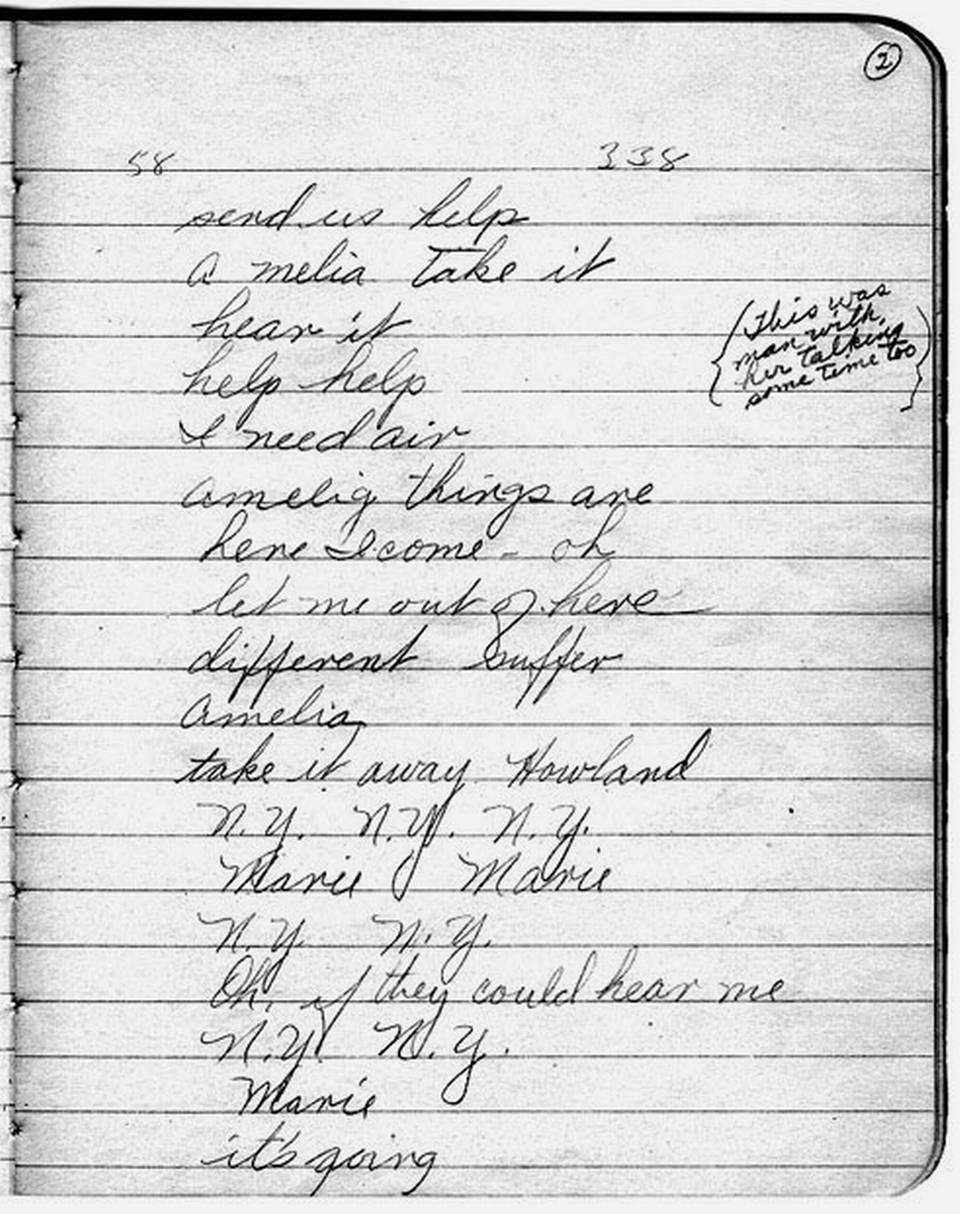 2
58 338
send us help
a melia take it
hear it
{This was
man with
her talking
some time too}
help help
I need air
amelia things are
here I come - oh
let me out of here
different suffer
amelia
take it away Howland
N.Y. N.Y. N.Y.
Marie Marie
N.Y. N.Y.
Oh, if they could hear me
N.Y. N.Y.
Marie
it's going